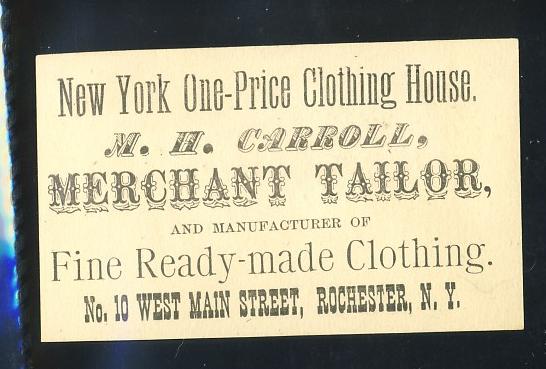 New York One-Price Clothing House.
M. H. CARROLL,
MERCHANT TAILOR,
AND MANUFACTURER OF
Fine Ready-made Clothing.
No. 10 WEST MAIN STREET, ROCHESTER, N. Y.